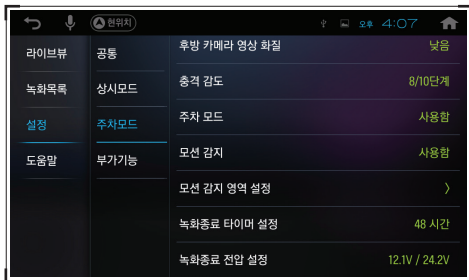 현위치 오후 4:07
라이브뷰
녹화목록
설정
도움말
공통
상시모드
주차모드
부가기능
후방 카메라 영상 화질 낮음
충격 감도 8/10단계
주차 모드 사용함
모션 감지 사용함
모션 감지 영역 설정
녹화종료 타이머 설정 48 시간
녹화종료 전압 설정 12.1V / 24.2V